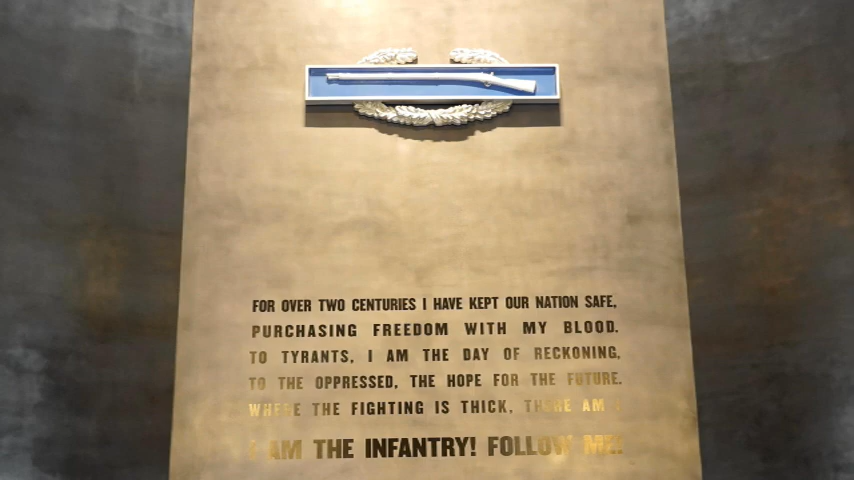 FOR OVER TWO CENTURIES I HAVE KEPT OUR NATION SAFE,
PURCHASING FREEDOM WITH MY BLOOD.
TO TYRANTS, I AM THE DAY OF RECKONING,
TO THE OPPRESSED, THE HOPE FOR THE FUTURE.
WHERE THE FIGHTING IS THICK, THERE AM I
I AM THE INFANTRY! FOLLOW ME!